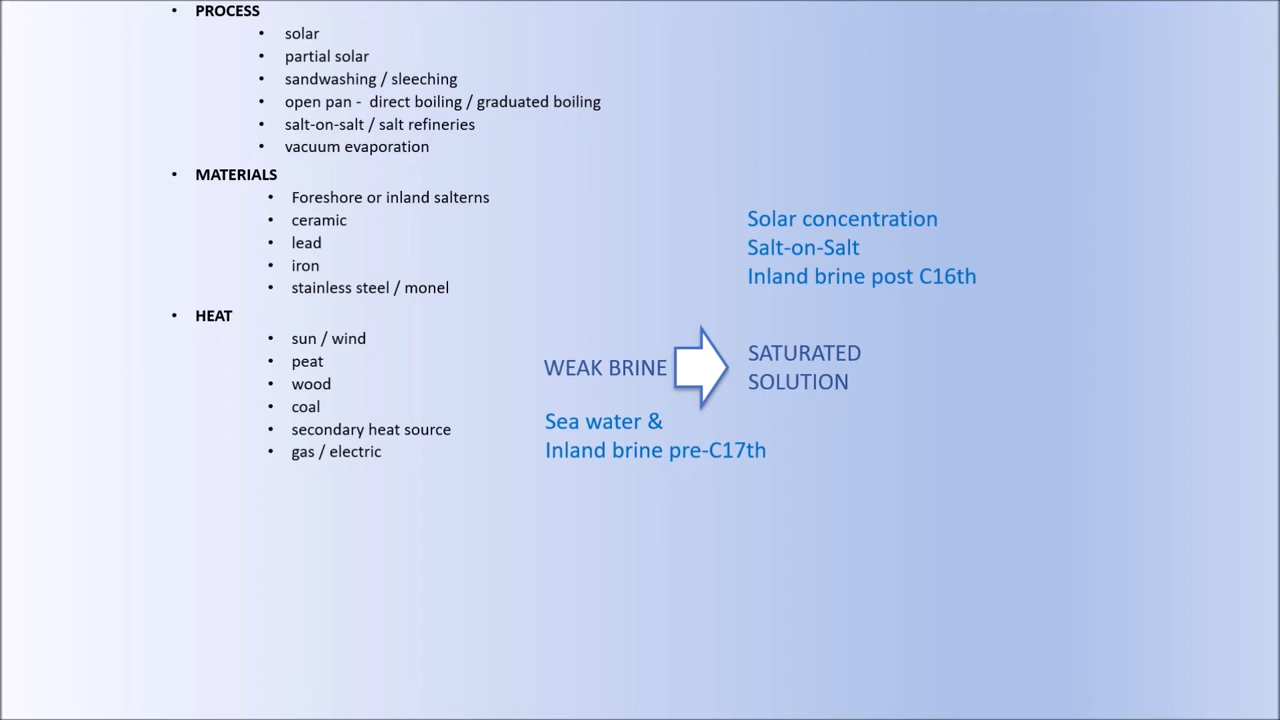 • PROCESS
• solar
• partial solar
• sandwashing / sleeching
• open pan - direct boiling / graduated boiling
• salt-on-salt / salt refineries
• vacuum evaporation
• MATERIALS
• Foreshore or inland salterns
• ceramic
• lead
• iron
• stainless steel / monel
• HEAT
• sun / wind
• peat
• wood
• coal
• secondary heat source
• gas / electric
Solar concentration
Salt-on-Salt
Inland brine post C16th
WEAK BRINE
SATURATED
SOLUTION
Sea water &
Inland brine pre-C17th